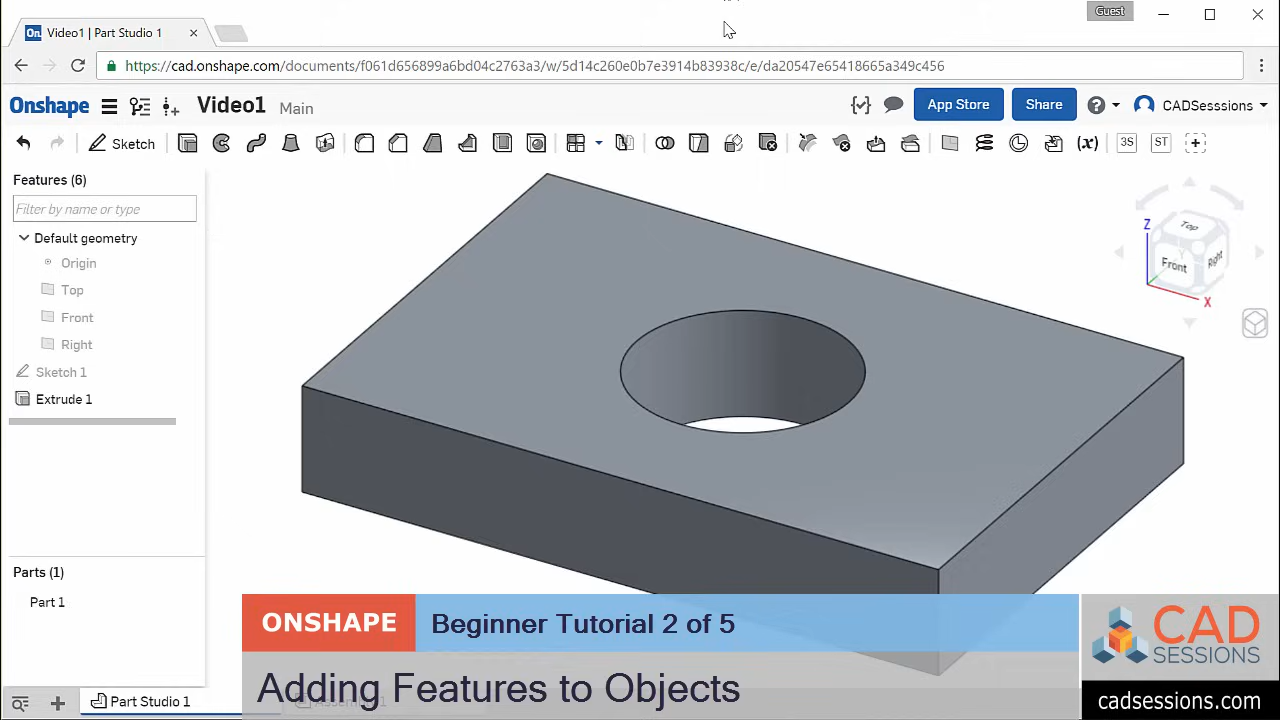 Guest
Video1 | Part Studio 1
https://cad.onshape.com/documents/f061d656899a6bd04c2763a3/w/5d14c260e0b7e3914b83938c/e/da20547e65418665a349c456
Onshape Video1 Main App Store Share CADSesssions
Sketch (x) 3S ST
Features (6)
Filter by name or type
Default geometry
Origin
Top
Front
Right
Sketch 1
Extrude 1
Z Top Front Right Y X
Parts (1)
Part 1
ONSHAPE Beginner Tutorial 2 of 5
Adding Features to Objects
CAD
SESSIONS
cadsessions.com
Part Studio 1
Assembly 1